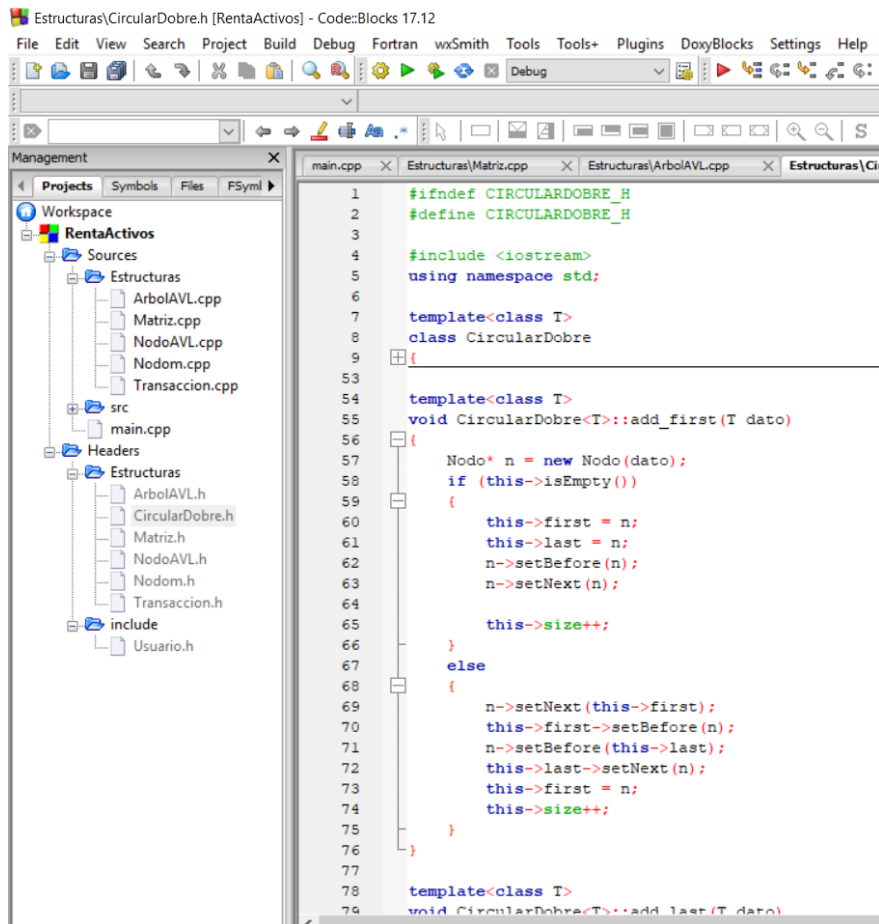 Estructuras\CircularDobre.h [RentaActivos] - Code::Blocks 17.12
File Edit View Search Project Build Debug Fortran wxSmith Tools Tools+ Plugins DoxyBlocks Settings Help
Debug
Management
Projects Symbols Files FSyml
main.cpp Estructuras\Matriz.cpp Estructuras\ArbolAVL.cpp Estructuras\Ci
Workspace
RentaActivos
Sources
Estructuras
ArbolAVL.cpp
Matriz.cpp
NodoAVL.cpp
Nodom.cpp
Transaccion.cpp
src
main.cpp
Headers
Estructuras
ArbolAVL.h
CircularDobre.h
Matriz.h
NodoAVL.h
Nodom.h
Transaccion.h
include
Usuario.h
1 #ifndef CIRCULARDOBRE_H
2 #define CIRCULARDOBRE_H
3
4 #include <iostream>
5 using namespace std;
6
7 template<class T>
8 class CircularDobre
9 {
53
54 template<class T>
55 void CircularDobre<T>::add_first(T dato)
56 {
57 Nodo* n = new Nodo(dato);
58 if (this->isEmpty())
59 {
60 this->first = n;
61 this->last = n;
62 n->setBefore(n);
63 n->setNext(n);
64
65 this->size++;
66 }
67 else
68 {
69 n->setNext(this->first);
70 this->first->setBefore(n);
71 n->setBefore(this->last);
72 this->last->setNext(n);
73 this->first = n;
74 this->size++;
75 }
76 }
77
78 template<class T>
79 void CircularDobre<T>::add_last(T dato)